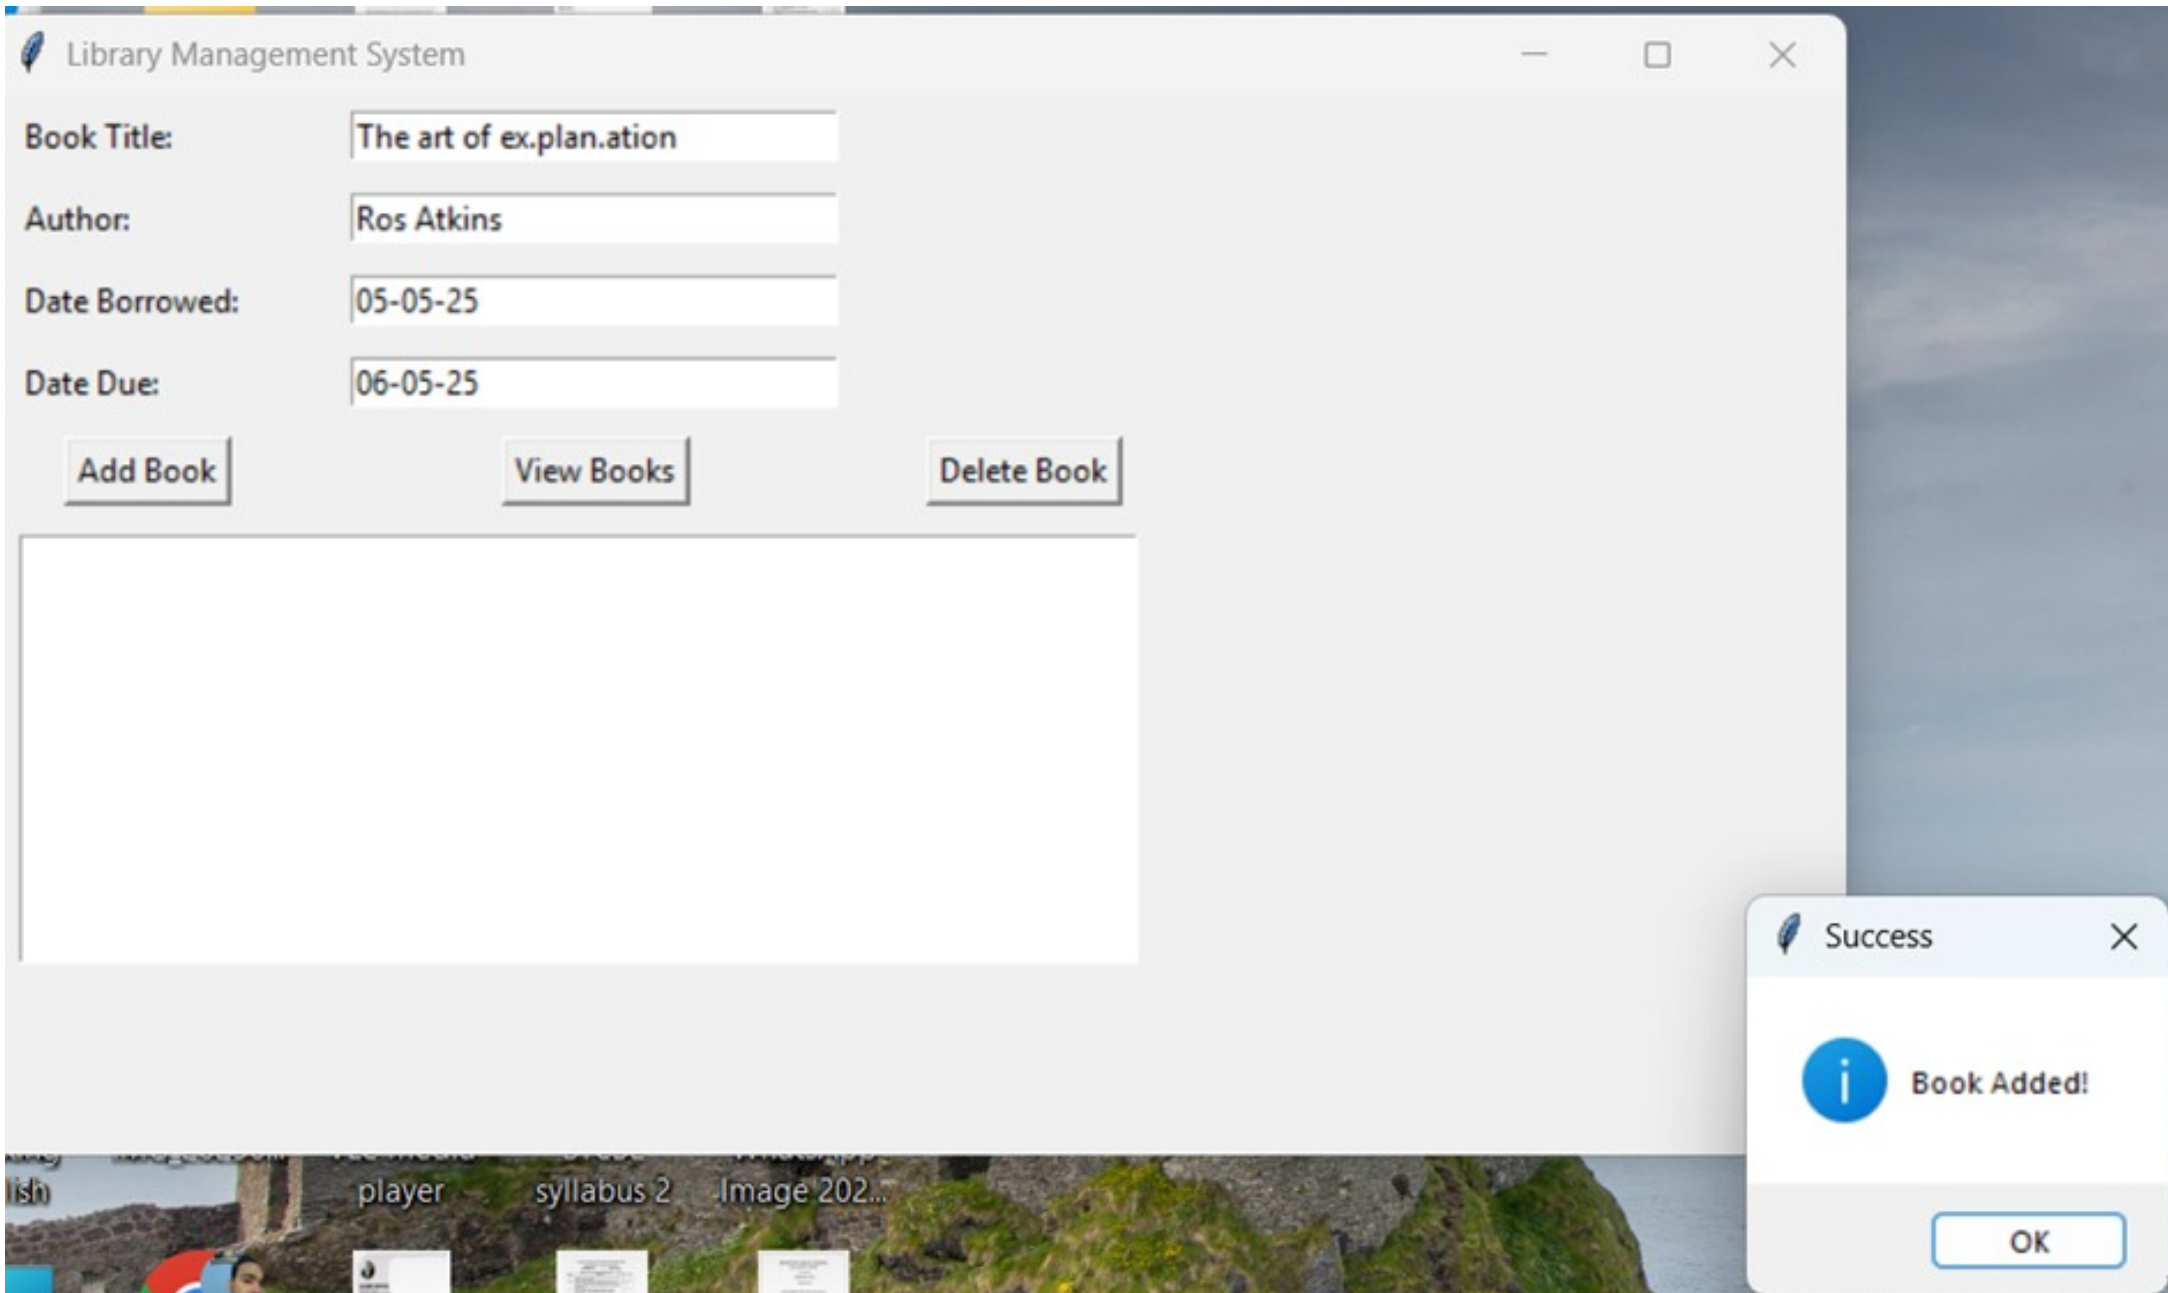 Library Management System
Book Title: The art of ex.plan.ation
Author: Ros Atkins
Date Borrowed: 05-05-25
Date Due: 06-05-25
Add Book View Books Delete Book
Success
Book Added!
OK
player syllabus 2 Image 202...